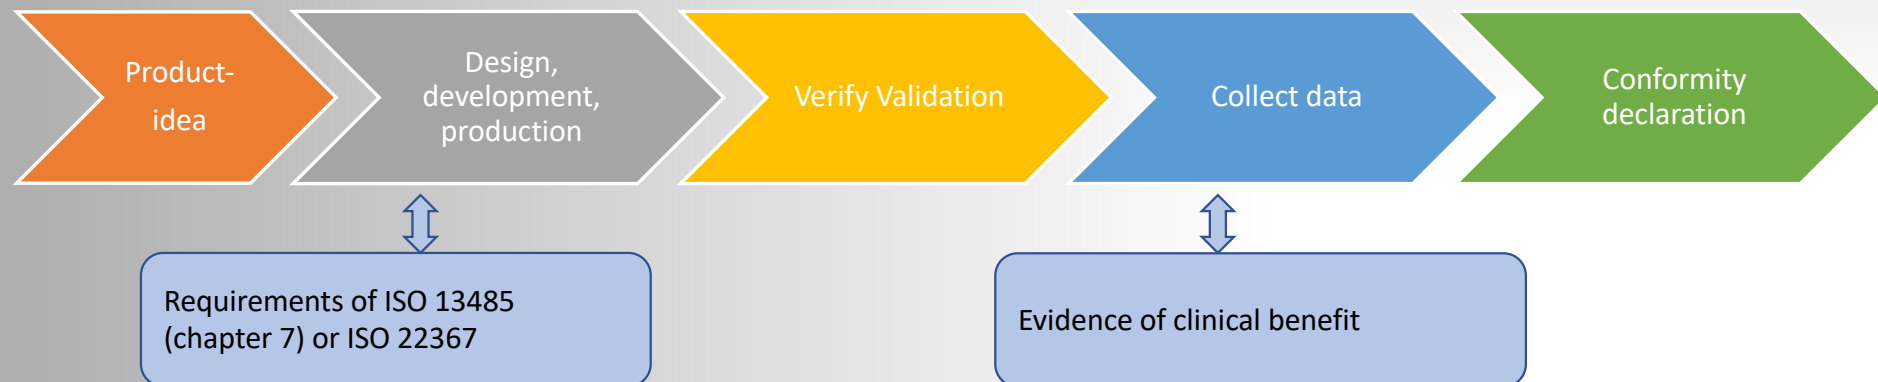 Product-
idea
Design,
development,
production
Verify Validation
Collect data
Conformity
declaration
Requirements of ISO 13485
(chapter 7) or ISO 22367
Evidence of clinical benefit